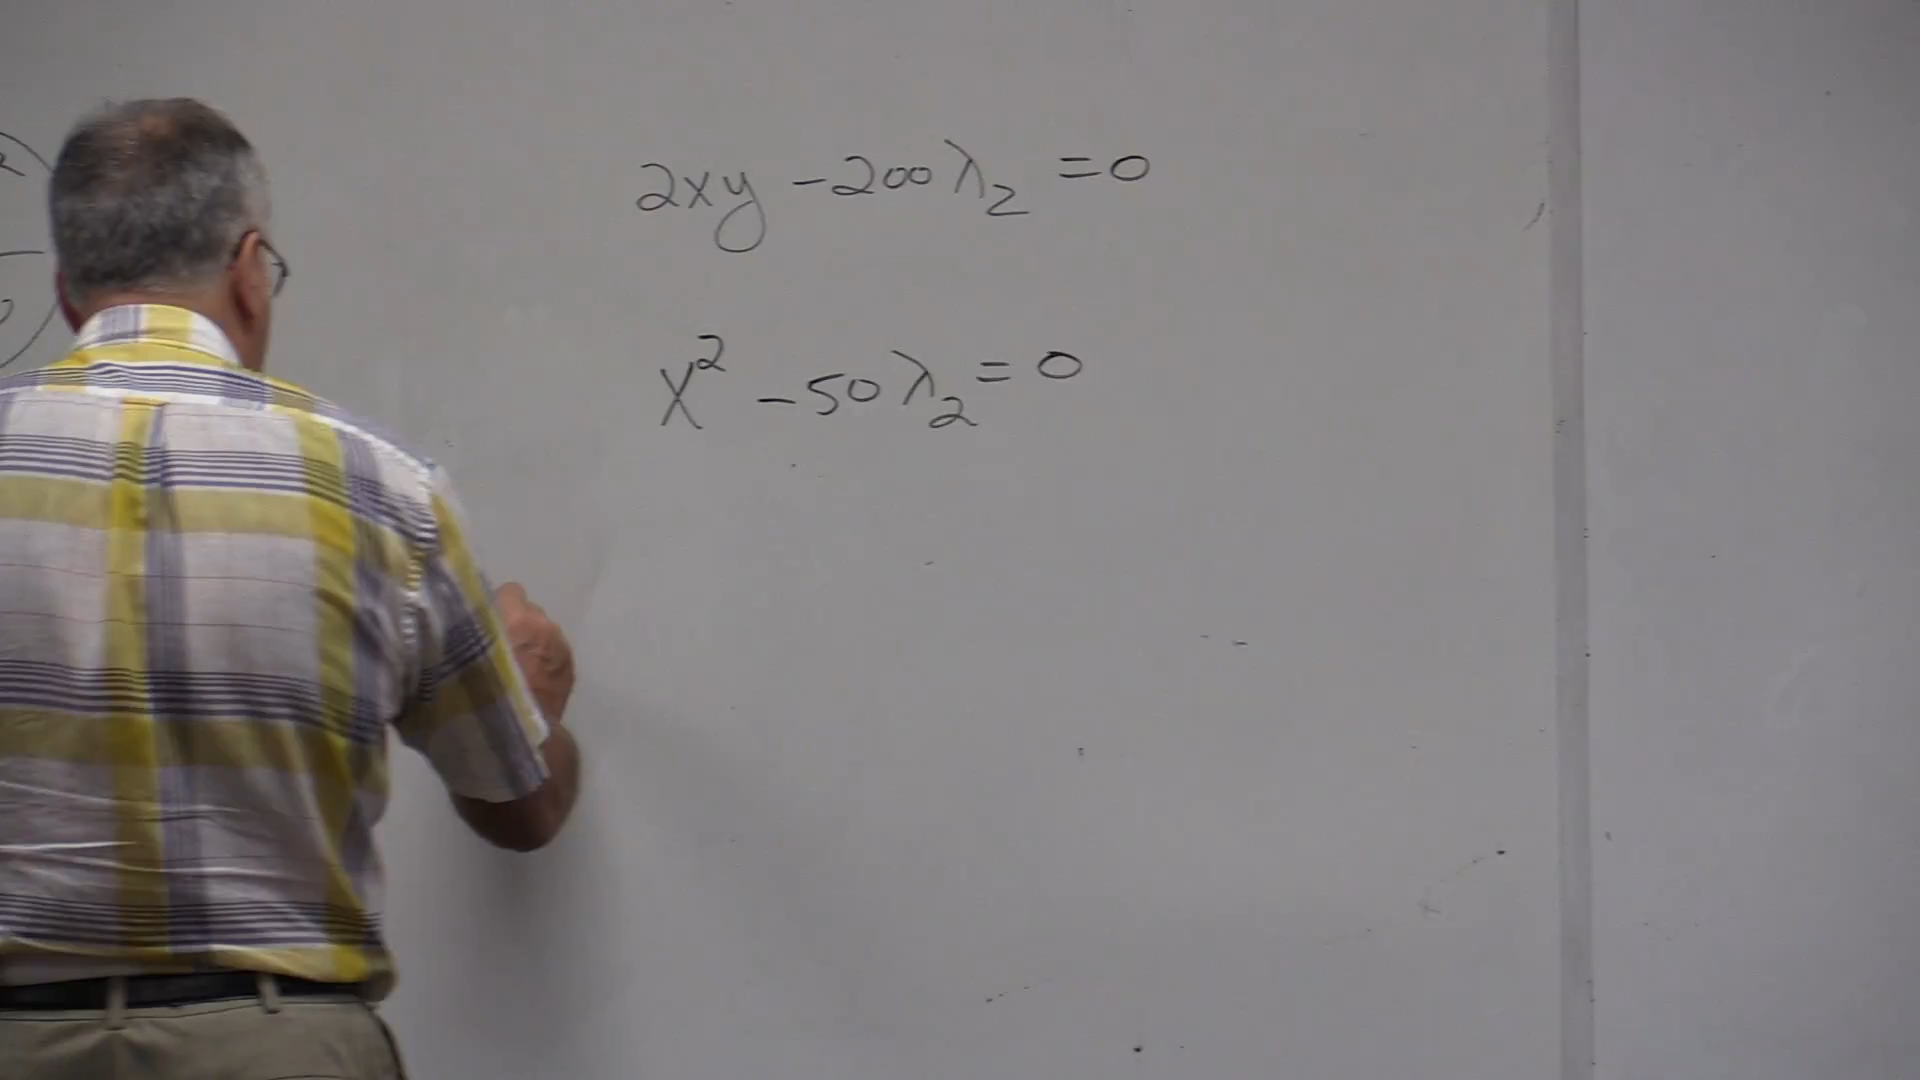 2xy - 200λ₂ = 0
x² - 50λ₂ = 0